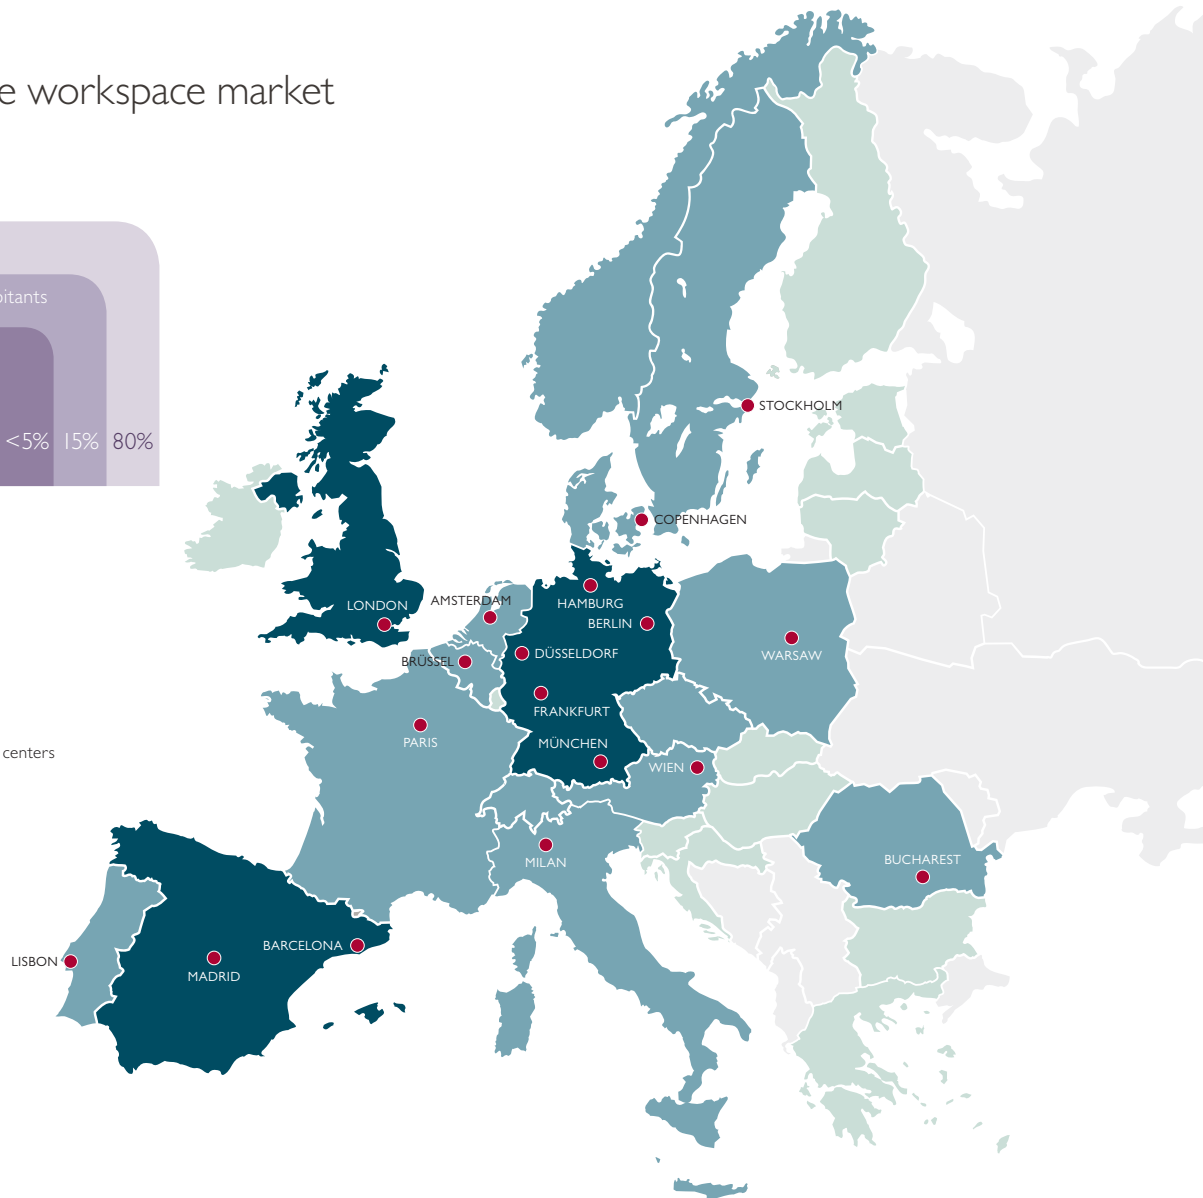 e workspace market
bitants
<5% 15% 80%
centers
STOCKHOLM
COPENHAGEN
HAMBURG
LONDON
AMSTERDAM
BERLIN
BRÜSSEL
DÜSSELDORF
WARSAW
FRANKFURT
PARIS
MÜNCHEN
WIEN
MILAN
BUCHAREST
BARCELONA
LISBON
MADRID